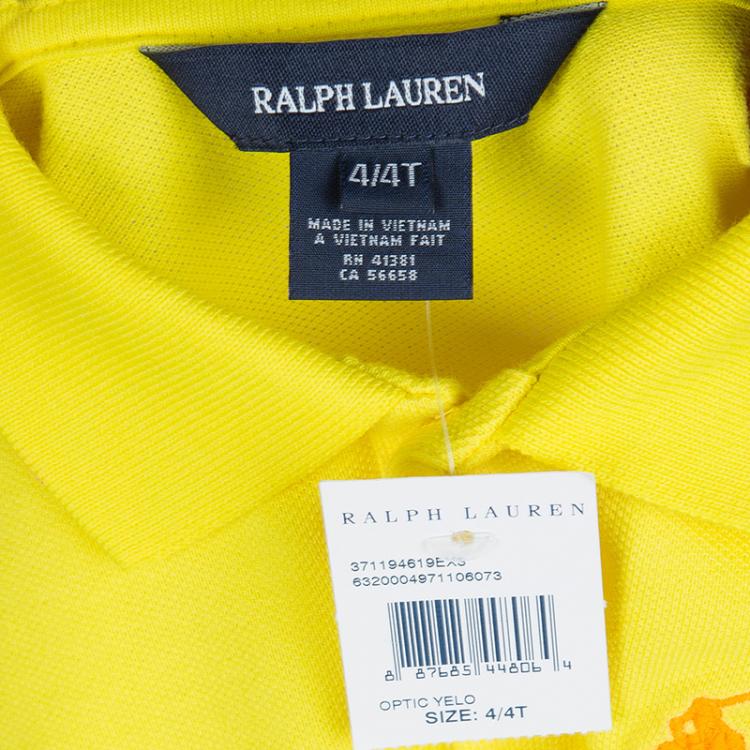 RALPH LAUREN
4/4T
MADE IN VIETNAM
A VIETNAM FAIT
RN 41381
CA 56658
RALPH LAUREN
371194619EX3
6320004971106073
8 87685 44806 4
OPTIC YELO
SIZE: 4/4T